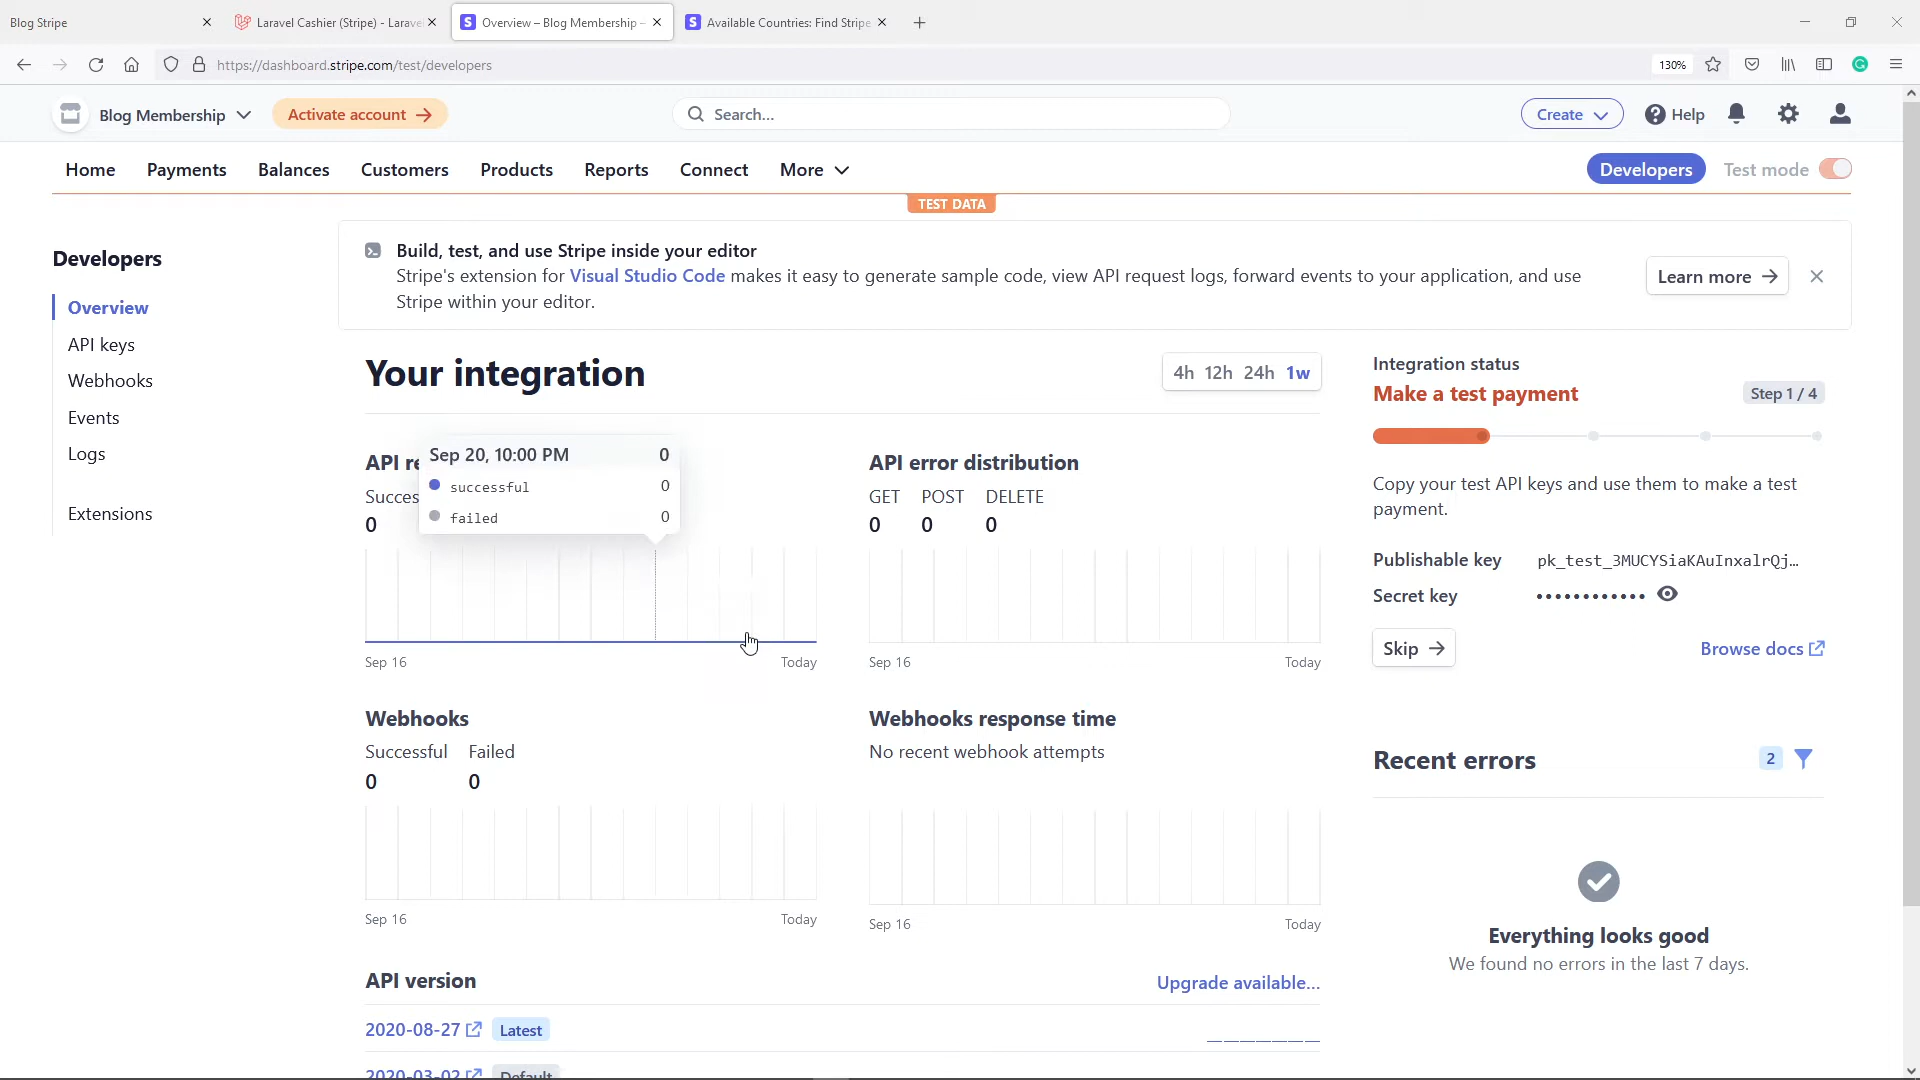 Blog Stripe
Laravel Cashier (Stripe) - Larave
Overview – Blog Membership –
Available Countries: Find Stripe
https://dashboard.stripe.com/test/developers
130%
Blog Membership
Activate account →
Search...
Create
Help
Home
Payments
Balances
Customers
Products
Reports
Connect
More
Developers
Test mode
TEST DATA
Developers
Overview
API keys
Webhooks
Events
Logs
Extensions
Build, test, and use Stripe inside your editor
Stripe's extension for Visual Studio Code makes it easy to generate sample code, view API request logs, forward events to your application, and use
Stripe within your editor.
Learn more →
Your integration
4h 12h 24h 1w
API re
Succes
0
Sep 20, 10:00 PM 0
successful 0
failed 0
Sep 16
Today
API error distribution
GET POST DELETE
0 0 0
Sep 16
Today
Webhooks
Successful Failed
0 0
Sep 16
Today
Webhooks response time
No recent webhook attempts
Sep 16
Today
API version
Upgrade available...
2020-08-27 Latest
2020-03-02 Default
Integration status
Make a test payment
Step 1 / 4
Copy your test API keys and use them to make a test
payment.
Publishable key pk_test_3MUCYSiaKAuInxalrQj…
Secret key ••••••••••••
Skip →
Browse docs
Recent errors
2
Everything looks good
We found no errors in the last 7 days.